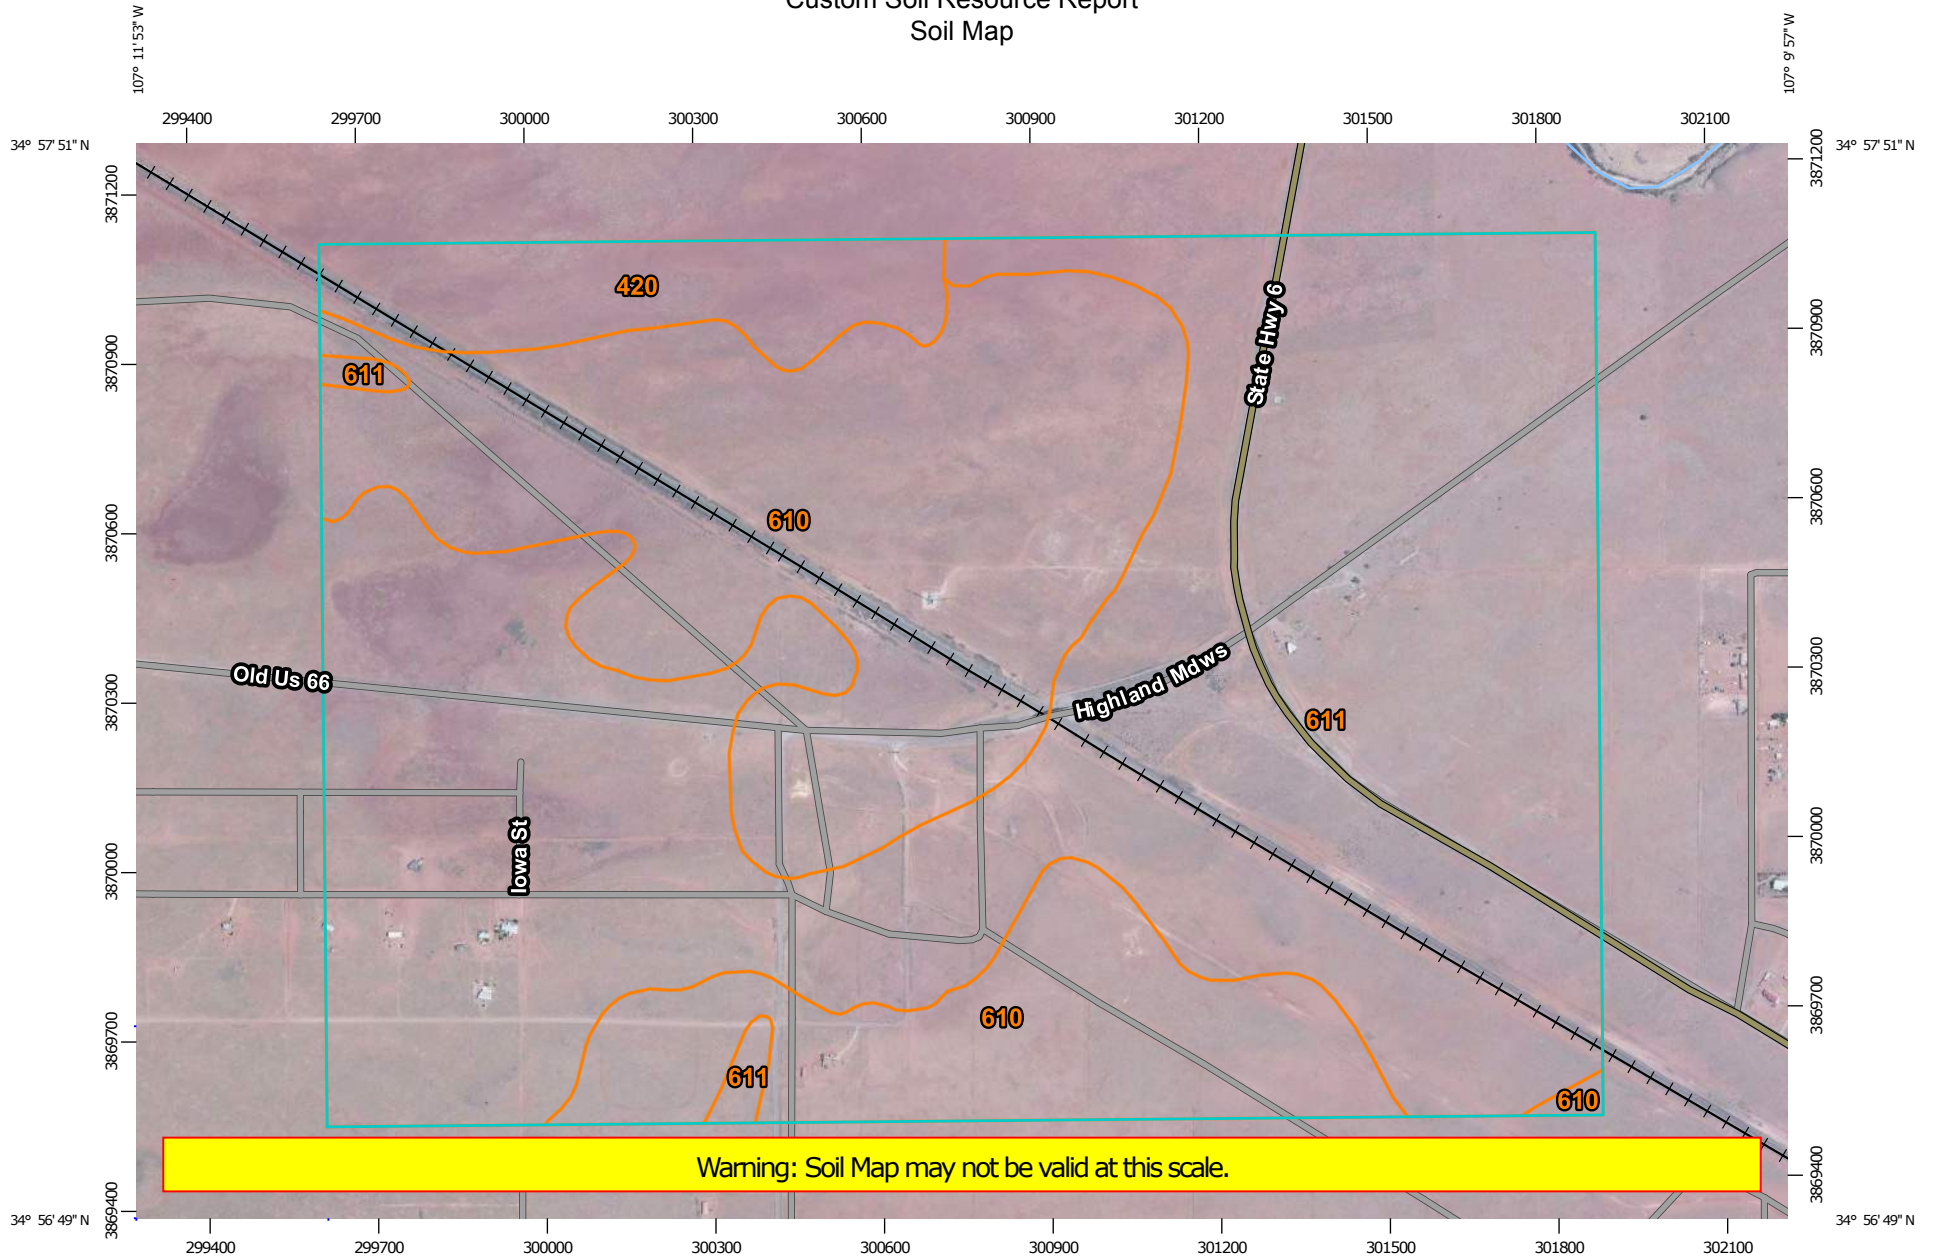 Custom Soil Resource Report
Soil Map
107° 11' 53" W
107° 9' 57" W
299400 299700 300000 300300 300600 300900 301200 301500 301800 302100
34° 57' 51" N
34° 57' 51" N
3871200
3871200
420
State Hwy 6
3870900
3870900
611
610
3870600
3870600
Old Us 66
Highland Mdws
3870300
3870300
611
Iowa St
3870000
3870000
610
3869700
3869700
611
610
Warning: Soil Map may not be valid at this scale.
3869400
3869400
34° 56' 49" N
34° 56' 49" N
299400 299700 300000 300300 300600 300900 301200 301500 301800 302100